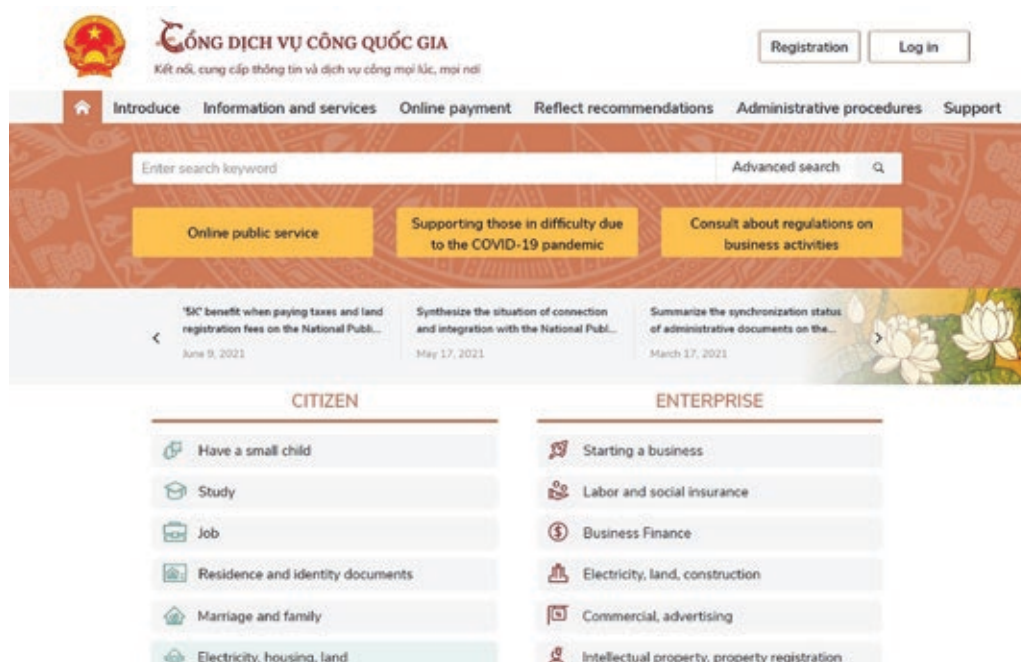 CỔNG DỊCH VỤ CÔNG QUỐC GIA
Kết nối, cung cấp thông tin và dịch vụ công mọi lúc, mọi nơi
Registration
Log in
Introduce
Information and services
Online payment
Reflect recommendations
Administrative procedures
Support
Enter search keyword
Advanced search
Online public service
Supporting those in difficulty due
to the COVID-19 pandemic
Consult about regulations on
business activities
"5K" benefit when paying taxes and land
registration fees on the National Publi...
June 9, 2021
Synthesize the situation of connection
and integration with the National Publ...
May 17, 2021
Summarize the synchronization status
of administrative documents on the...
March 17, 2021
CITIZEN
Have a small child
Study
Job
Residence and identity documents
Marriage and family
Electricity, housing, land
ENTERPRISE
Starting a business
Labor and social insurance
Business Finance
Electricity, land, construction
Commercial, advertising
Intellectual property, property registration